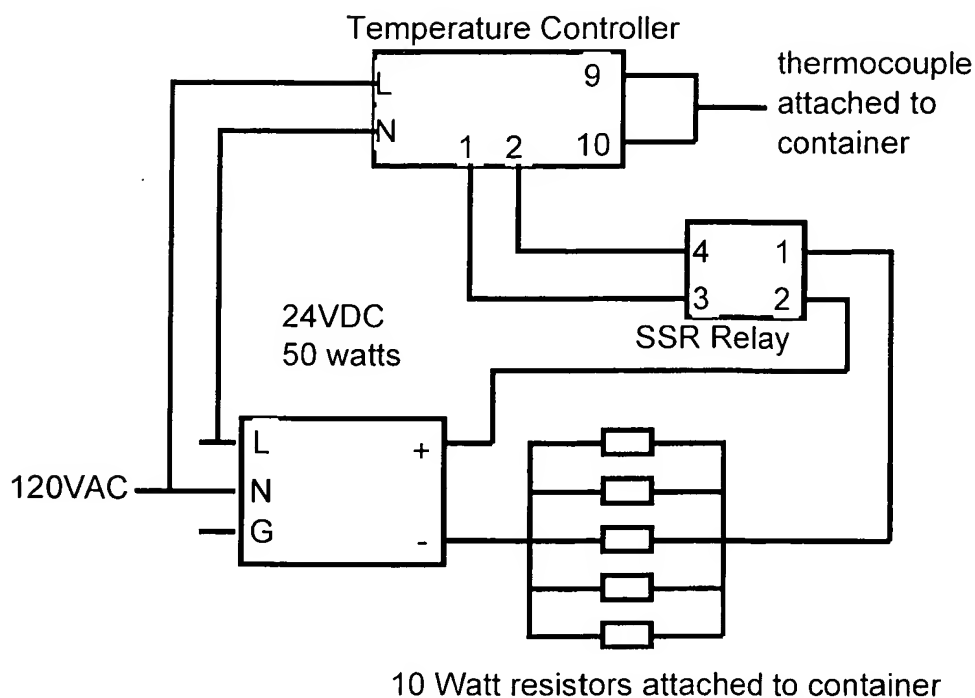 Temperature Controller
L
N
9
10
1 2
thermocouple
attached to
container
4 1
3 2
SSR Relay
24VDC
50 watts
120VAC
L +
N
G -
10 Watt resistors attached to container